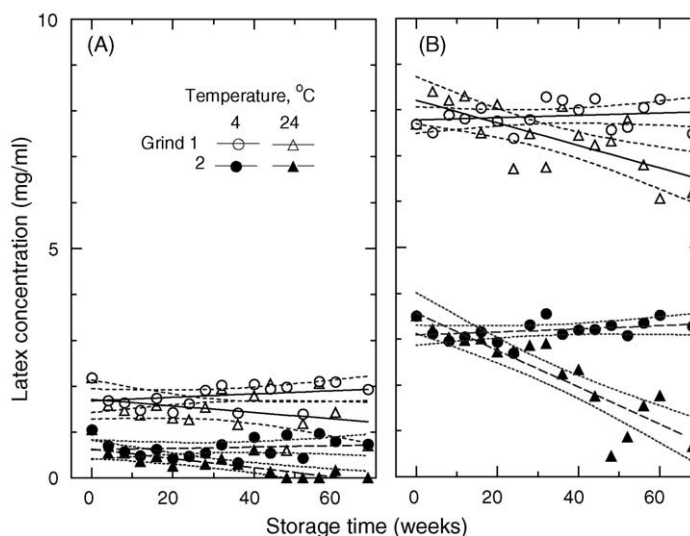 10
(A)
(B)
Temperature, °C
4 24
Grind 1
2
5
0
Latex concentration (mg/ml)
0 20 40 60
0 20 40 60
Storage time (weeks)